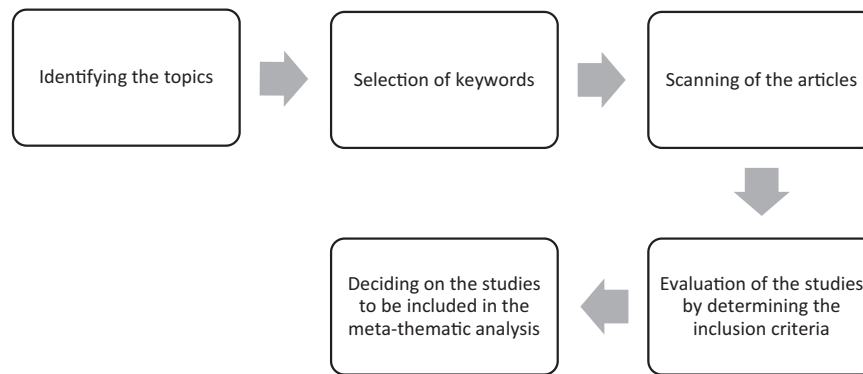 Identifying the topics
Selection of keywords
Scanning of the articles
Evaluation of the studies
by determining the
inclusion criteria
Deciding on the studies
to be included in the
meta-thematic analysis